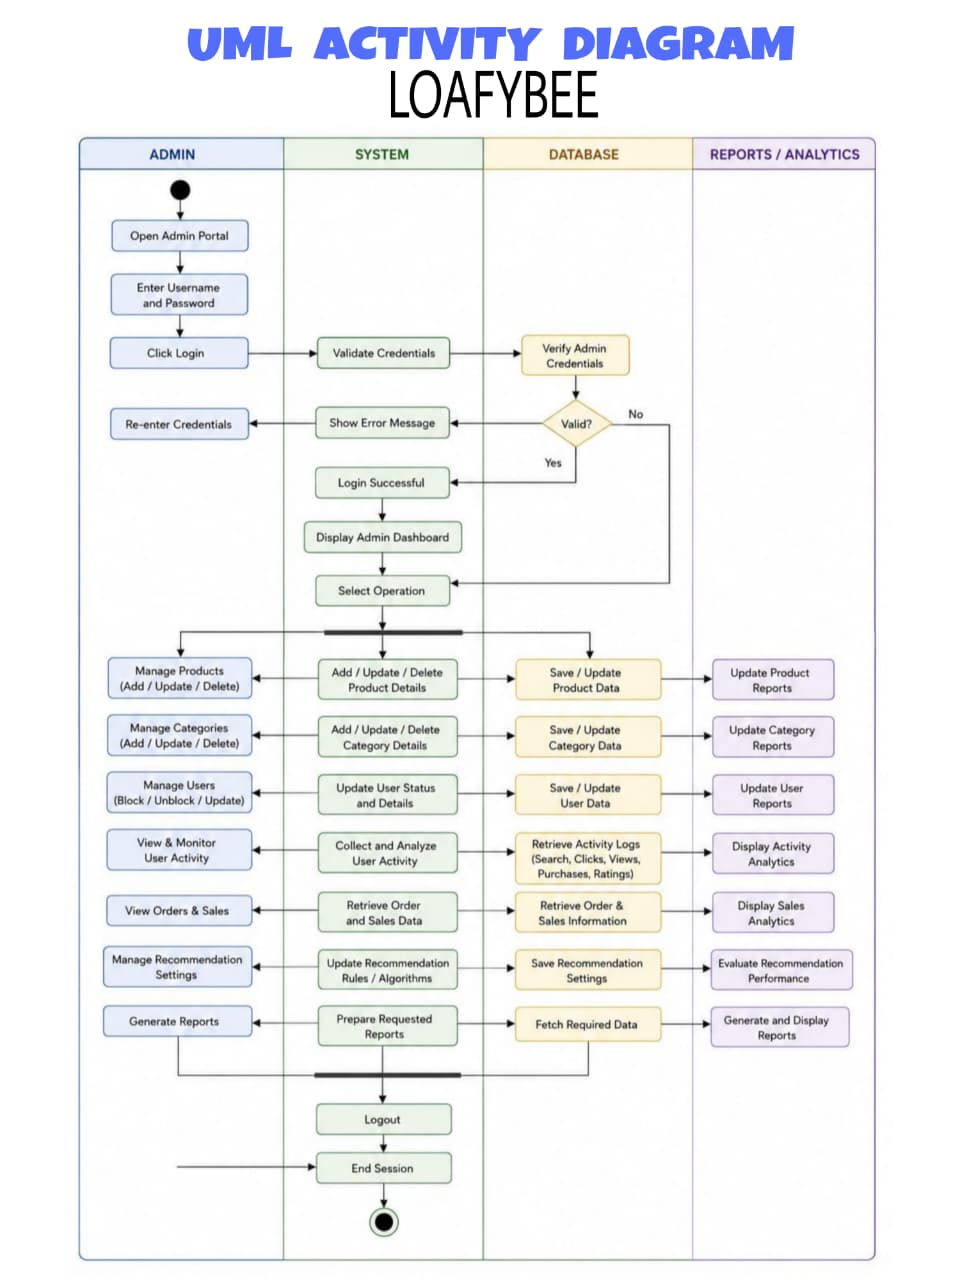 UML ACTIVITY DIAGRAM
LOAFYBEE
ADMIN
SYSTEM
DATABASE
REPORTS / ANALYTICS
Open Admin Portal
Enter Username
and Password
Click Login
Validate Credentials
Verify Admin
Credentials
Re-enter Credentials
Show Error Message
Valid?
No
Yes
Login Successful
Display Admin Dashboard
Select Operation
Manage Products
(Add / Update / Delete)
Add / Update / Delete
Product Details
Save / Update
Product Data
Update Product
Reports
Manage Categories
(Add / Update / Delete)
Add / Update / Delete
Category Details
Save / Update
Category Data
Update Category
Reports
Manage Users
(Block / Unblock / Update)
Update User Status
and Details
Save / Update
User Data
Update User
Reports
View & Monitor
User Activity
Collect and Analyze
User Activity
Retrieve Activity Logs
(Search, Clicks, Views,
Purchases, Ratings)
Display Activity
Analytics
View Orders & Sales
Retrieve Order
and Sales Data
Retrieve Order &
Sales Information
Display Sales
Analytics
Manage Recommendation
Settings
Update Recommendation
Rules / Algorithms
Save Recommendation
Settings
Evaluate Recommendation
Performance
Generate Reports
Prepare Requested
Reports
Fetch Required Data
Generate and Display
Reports
Logout
End Session